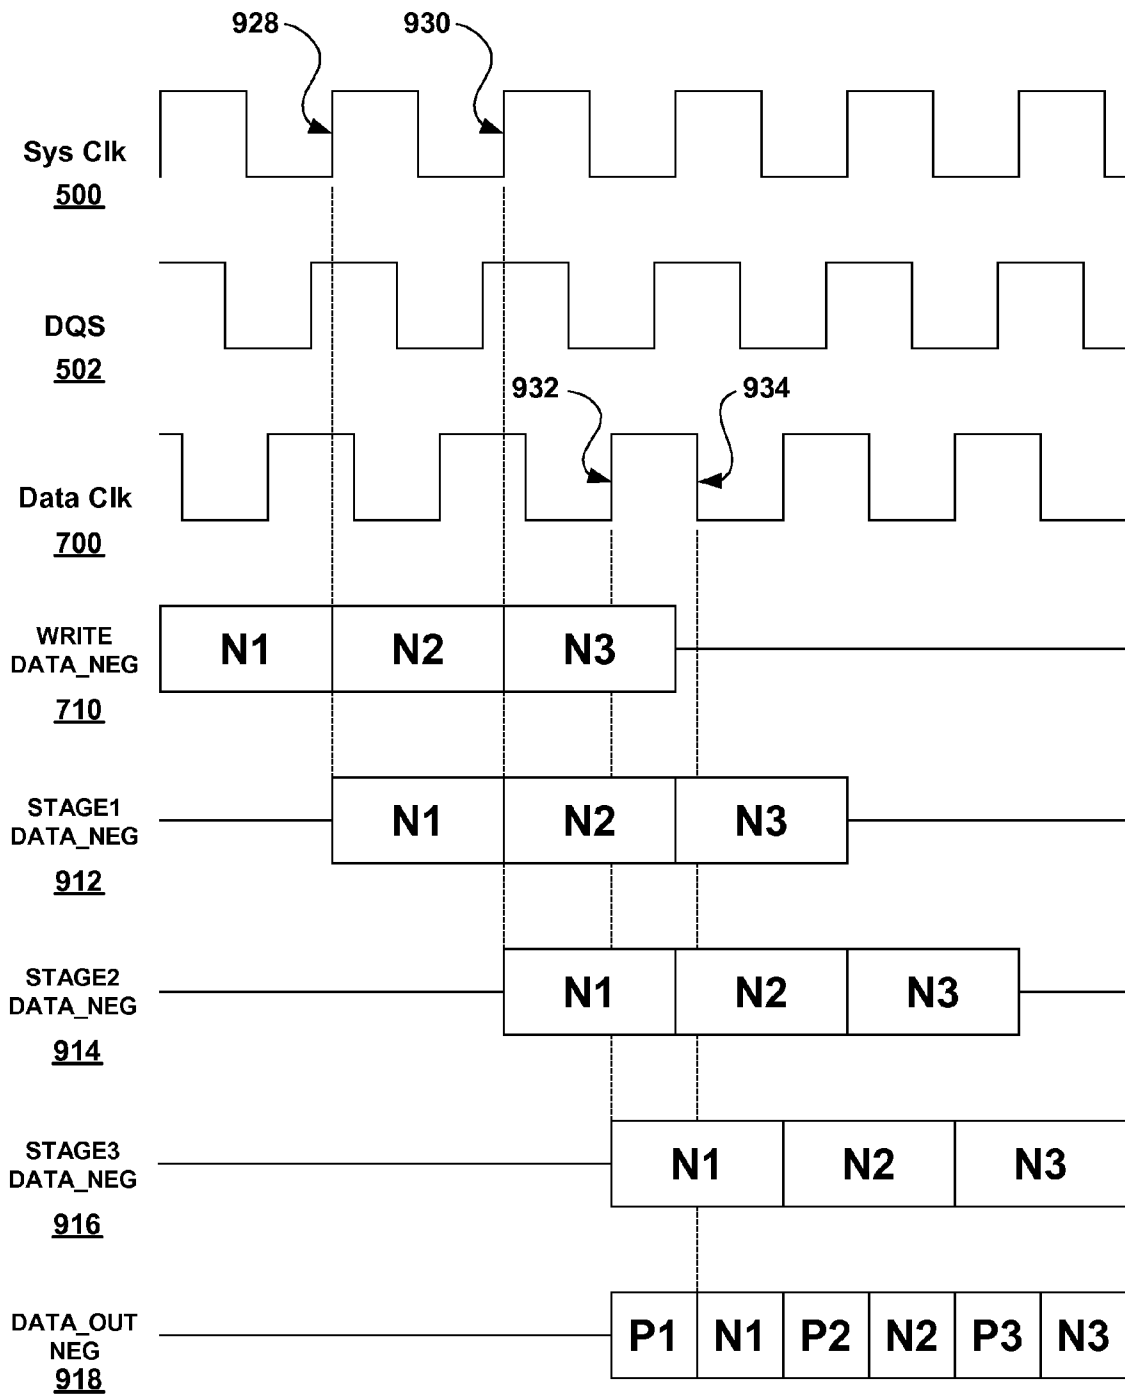 928
930
Sys Clk
500
DQS
502
932
934
Data Clk
700
WRITE
DATA_NEG
710
N1 N2 N3
STAGE1
DATA_NEG
912
N1 N2 N3
STAGE2
DATA_NEG
914
N1 N2 N3
STAGE3
DATA_NEG
916
N1 N2 N3
DATA_OUT
NEG
918
P1 N1 P2 N2 P3 N3